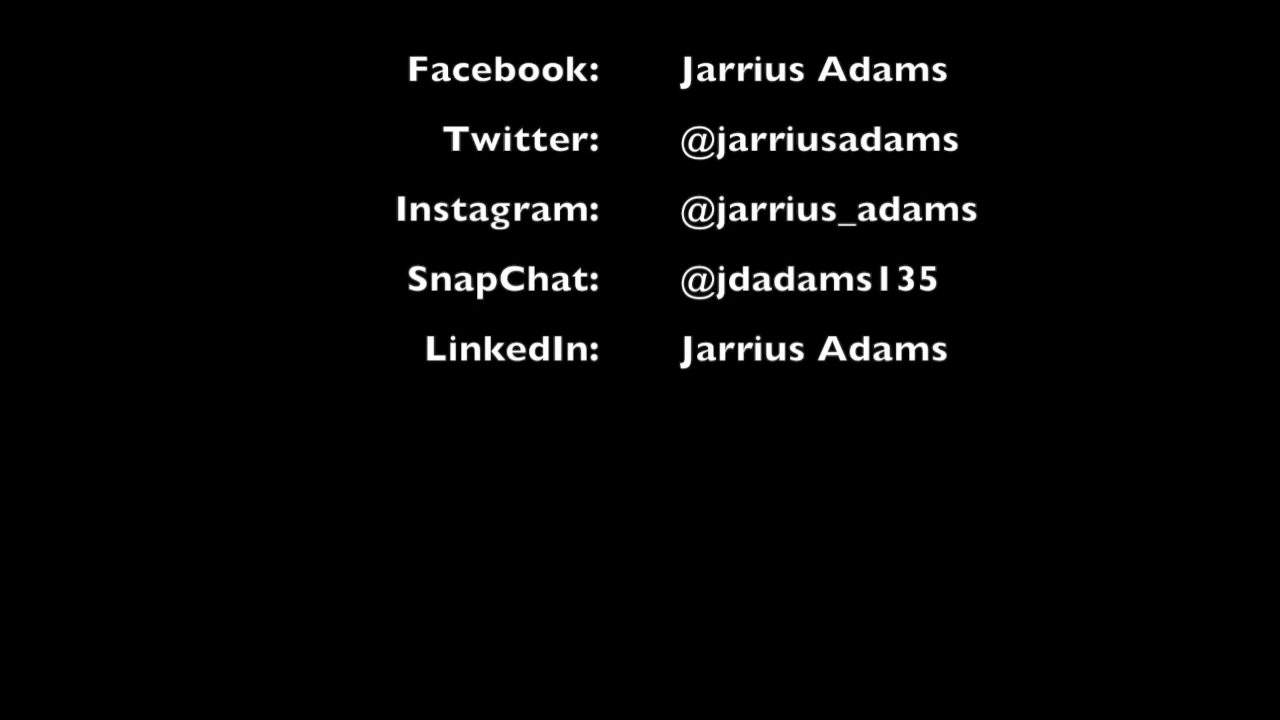 Facebook: Jarrius Adams
Twitter: @jarriusadams
Instagram: @jarrius_adams
SnapChat: @jdadams135
LinkedIn: Jarrius Adams